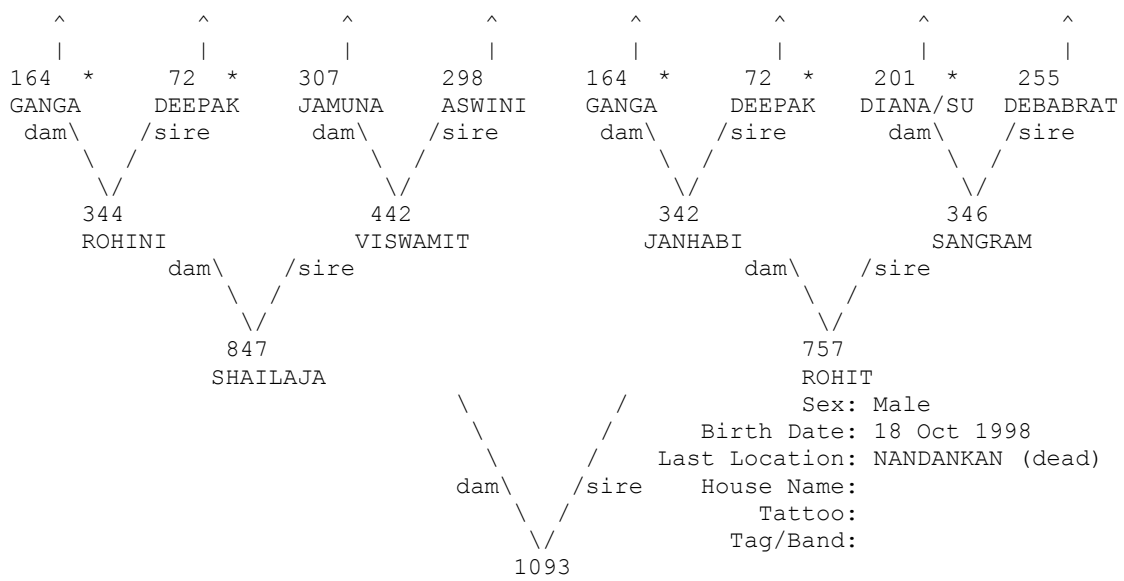 ^ ^ ^ ^ ^ ^ ^ ^
| | | | | | | |
164 * 72 * 307 298 164 * 72 * 201 * 255
GANGA DEEPAK JAMUNA ASWINI GANGA DEEPAK DIANA/SU DEBABRAT
dam\ /sire dam\ /sire dam\ /sire dam\ /sire
\ / \ / \ / \ /
\/ \/ \/ \/
344 442 342 346
ROHINI VISWAMIT JANHABI SANGRAM
dam\ /sire dam\ /sire
\ / \ /
\/ \/
847 757
SHAILAJA ROHIT
\ / Sex: Male
\ / Birth Date: 18 Oct 1998
\ / Last Location: NANDANKAN (dead)
dam\ /sire House Name:
\ / Tattoo:
\/ Tag/Band:
1093